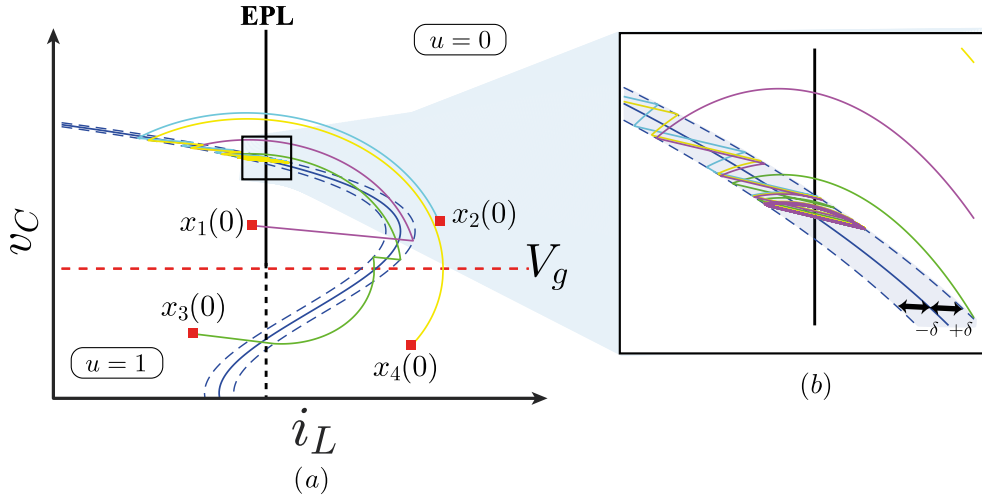 EPL
u = 0
v_C
x_1(0)
x_2(0)
V_g
x_3(0)
x_4(0)
u = 1
i_L
(a)
−δ +δ
(b)